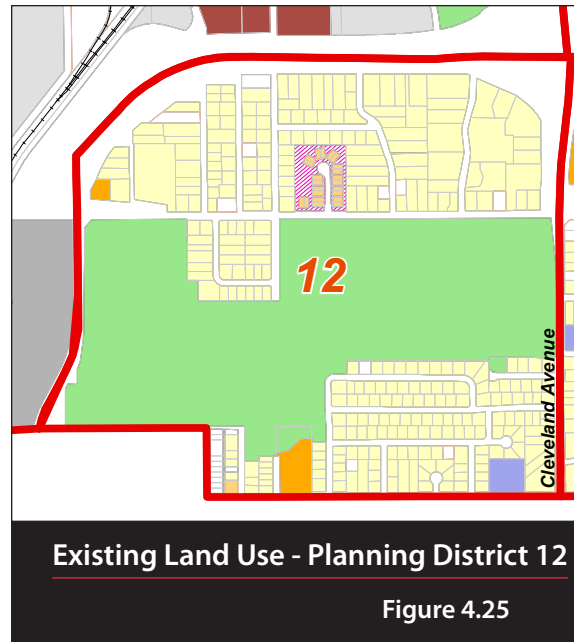 12
Cleveland Avenue
Existing Land Use - Planning District 12
Figure 4.25